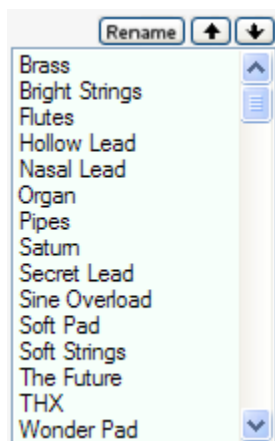 Rename
Brass
Bright Strings
Flutes
Hollow Lead
Nasal Lead
Organ
Pipes
Saturn
Secret Lead
Sine Overload
Soft Pad
Soft Strings
The Future
THX
Wonder Pad